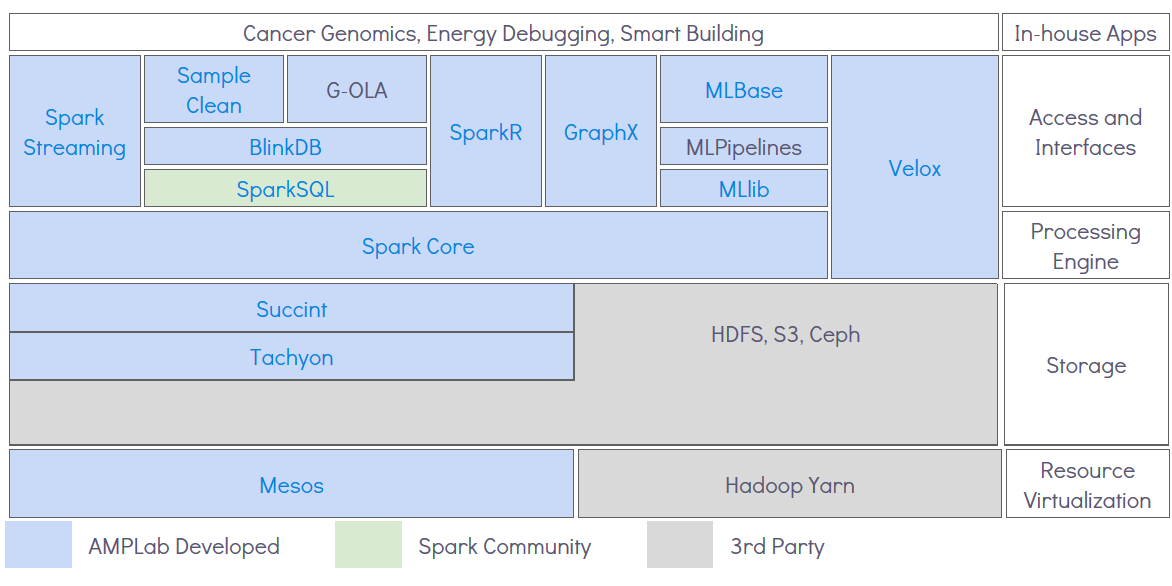 Cancer Genomics, Energy Debugging, Smart Building
In-house Apps
Spark
Streaming
Sample
Clean
G-OLA
BlinkDB
SparkSQL
SparkR
GraphX
MLBase
MLPipelines
MLlib
Velox
Access and
Interfaces
Spark Core
Processing
Engine
Succint
Tachyon
HDFS, S3, Ceph
Storage
Mesos
Hadoop Yarn
Resource
Virtualization
AMPLab Developed
Spark Community
3rd Party